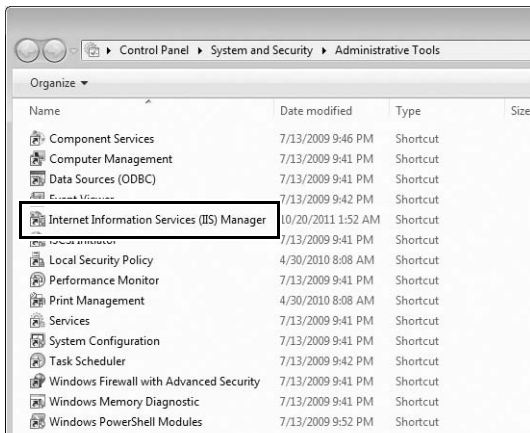 Control Panel ▸ System and Security ▸ Administrative Tools
Organize ▾
Name Date modified Type Size
Component Services 7/13/2009 9:46 PM Shortcut
Computer Management 7/13/2009 9:41 PM Shortcut
Data Sources (ODBC) 7/13/2009 9:41 PM Shortcut
Event Viewer 7/13/2009 9:42 PM Shortcut
Internet Information Services (IIS) Manager 10/20/2011 1:52 AM Shortcut
iSCSI Initiator 7/13/2009 9:41 PM Shortcut
Local Security Policy 4/30/2010 8:08 AM Shortcut
Performance Monitor 7/13/2009 9:41 PM Shortcut
Print Management 4/30/2010 8:08 AM Shortcut
Services 7/13/2009 9:41 PM Shortcut
System Configuration 7/13/2009 9:41 PM Shortcut
Task Scheduler 7/13/2009 9:42 PM Shortcut
Windows Firewall with Advanced Security 7/13/2009 9:41 PM Shortcut
Windows Memory Diagnostic 7/13/2009 9:41 PM Shortcut
Windows PowerShell Modules 7/13/2009 9:52 PM Shortcut